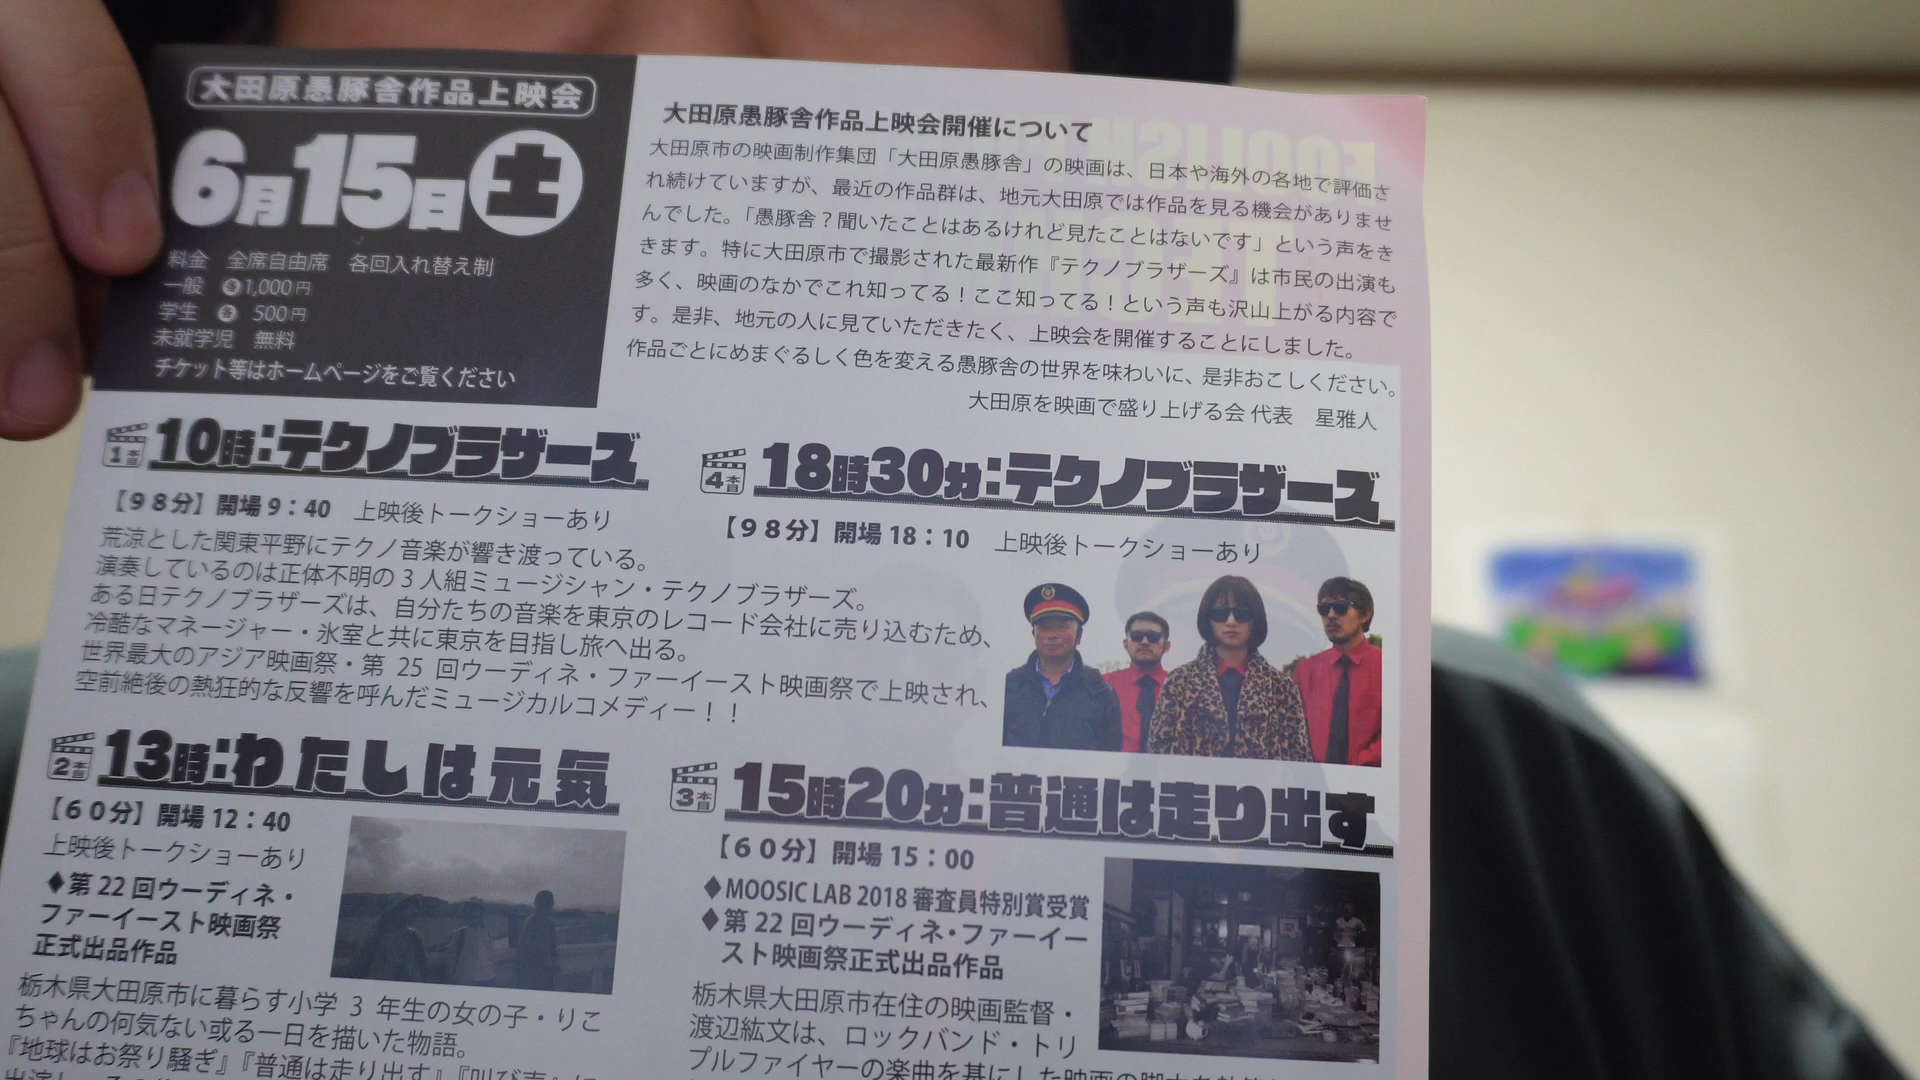 大田原愚豚舎作品上映会
6月15日土
料金 全席自由席 各回入れ替え制
一般 1,000円
学生 500円
未就学児 無料
チケット等はホームページをご覧ください
大田原愚豚舎作品上映会開催について
大田原市の映画制作集団「大田原愚豚舎」の映画は、日本や海外の各地で評価さ
れ続けていますが、最近の作品群は、地元大田原では作品を見る機会がありませ
んでした。「愚豚舎？聞いたことはあるけれど見たことはないです」という声をき
きます。特に大田原市で撮影された最新作『テクノブラザーズ』は市民の出演も
多く、映画のなかでこれ知ってる！ここ知ってる！という声も沢山上がる内容で
す。是非、地元の人に見ていただきたく、上映会を開催することにしました。
作品ごとにめまぐるしく色を変える愚豚舎の世界を味わいに、是非おこしください。
大田原を映画で盛り上げる会 代表 星雅人
1本目 10時：テクノブラザーズ
【９８分】開場 9：40 上映後トークショーあり
荒涼とした関東平野にテクノ音楽が響き渡っている。
演奏しているのは正体不明の３人組ミュージシャン・テクノブラザーズ。
ある日テクノブラザーズは、自分たちの音楽を東京のレコード会社に売り込むため、
冷酷なマネージャー・氷室と共に東京を目指し旅へ出る。
世界最大のアジア映画祭・第 25 回ウーディネ・ファーイースト映画祭で上映され、
空前絶後の熱狂的な反響を呼んだミュージカルコメディー！！
4本目 18時30分：テクノブラザーズ
【９８分】開場 18：10 上映後トークショーあり
2本目 13時：わたしは元気
【６０分】開場 12：40
上映後トークショーあり
♦第 22 回ウーディネ・
ファーイースト映画祭
正式出品作品
栃木県大田原市に暮らす小学 3 年生の女の子・りこ
ちゃんの何気ない或る一日を描いた物語。
『地球はお祭り騒ぎ』『普通は走り出す』『叫び声』に
3本目 15時20分：普通は走り出す
【６０分】開場 15：00
♦MOOSIC LAB 2018 審査員特別賞受賞
♦第 22 回ウーディネ・ファーイー
スト映画祭正式出品作品
栃木県大田原市在住の映画監督・
渡辺紘文は、ロックバンド・トリ
プルファイヤーの楽曲を基にした映画の脚本を